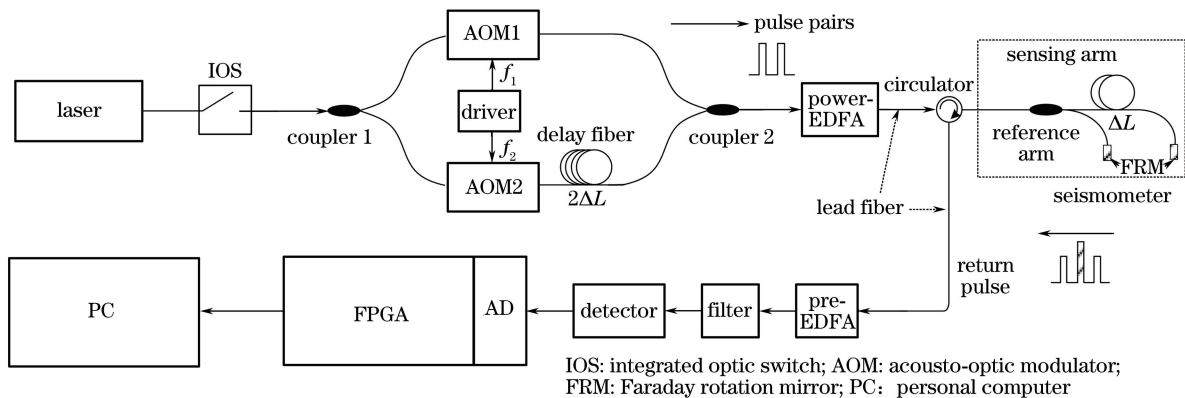 laser
IOS
coupler 1
AOM1
f1
driver
f2
AOM2
delay fiber
2ΔL
coupler 2
pulse pairs
power-
EDFA
circulator
lead fiber
sensing arm
ΔL
reference
arm
FRM
seismometer
return
pulse
pre-
EDFA
filter
detector
AD
FPGA
PC
IOS: integrated optic switch; AOM: acousto-optic modulator;
FRM: Faraday rotation mirror; PC: personal computer